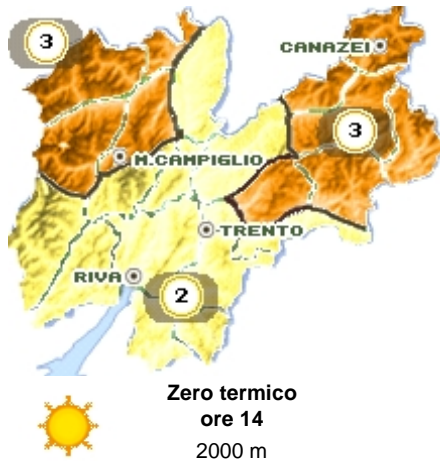 3
CANAZEI
3
M.CAMPIGLIO
TRENTO
RIVA
2
Zero termico
ore 14
2000 m